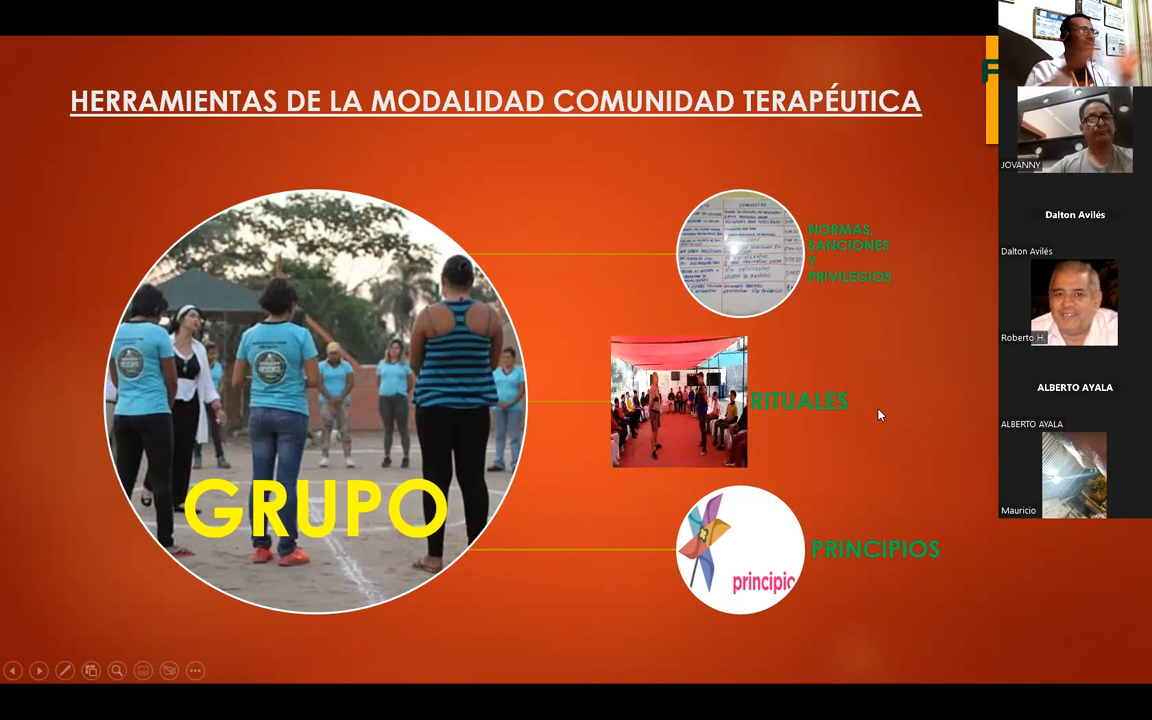 HERRAMIENTAS DE LA MODALIDAD COMUNIDAD TERAPÉUTICA
F
GRUPO
NORMAS,
SANCIONES
Y
PRIVILEGIOS
RITUALES
principio
PRINCIPIOS
JOVANNY
Dalton Avilés
Dalton Avilés
Roberto H.
ALBERTO AYALA
ALBERTO AYALA
Mauricio